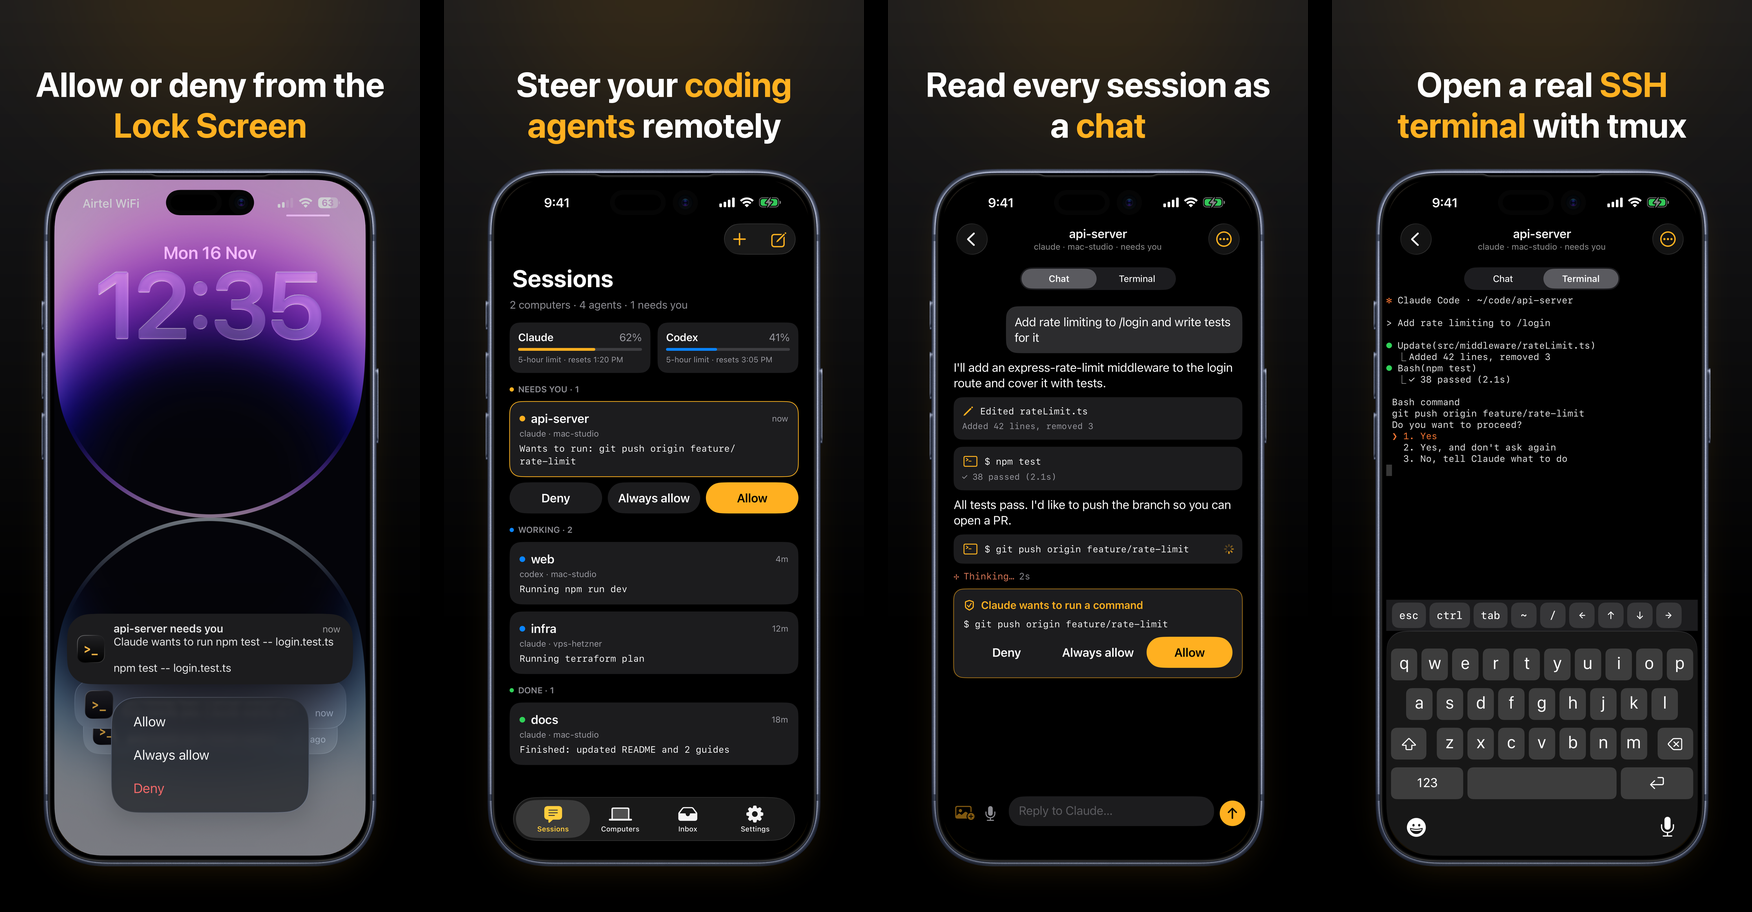 Allow or deny from the
Lock Screen
Airtel WiFi
63
Mon 16 Nov
12:35
api-server needs you
now
Claude wants to run npm test -- login.test.ts
npm test -- login.test.ts
now
ago
Allow
Always allow
Deny
Steer your coding
agents remotely
9:41
Sessions
2 computers · 4 agents · 1 needs you
Claude 62%
5-hour limit · resets 1:20 PM
Codex 41%
5-hour limit · resets 3:05 PM
NEEDS YOU · 1
api-server now
claude · mac-studio
Wants to run: git push origin feature/
rate-limit
Deny Always allow Allow
WORKING · 2
web 4m
codex · mac-studio
Running npm run dev
infra 12m
claude · vps-hetzner
Running terraform plan
DONE · 1
docs 18m
claude · mac-studio
Finished: updated README and 2 guides
Sessions Computers Inbox Settings
Read every session as
a chat
9:41
api-server
claude · mac-studio · needs you
Chat Terminal
Add rate limiting to /login and write tests
for it
I'll add an express-rate-limit middleware to the login
route and cover it with tests.
Edited rateLimit.ts
Added 42 lines, removed 3
$ npm test
✓ 38 passed (2.1s)
All tests pass. I'd like to push the branch so you can
open a PR.
$ git push origin feature/rate-limit
Thinking… 2s
Claude wants to run a command
$ git push origin feature/rate-limit
Deny Always allow Allow
Reply to Claude...
Open a real SSH
terminal with tmux
9:41
api-server
claude · mac-studio · needs you
Chat Terminal
✻ Claude Code · ~/code/api-server
> Add rate limiting to /login
● Update(src/middleware/rateLimit.ts)
⎿ Added 42 lines, removed 3
● Bash(npm test)
⎿ ✓ 38 passed (2.1s)
Bash command
git push origin feature/rate-limit
Do you want to proceed?
❯ 1. Yes
2. Yes, and don't ask again
3. No, tell Claude what to do
esc ctrl tab ~ / ← ↑ ↓ →
q w e r t y u i o p
a s d f g h j k l
z x c v b n m
123